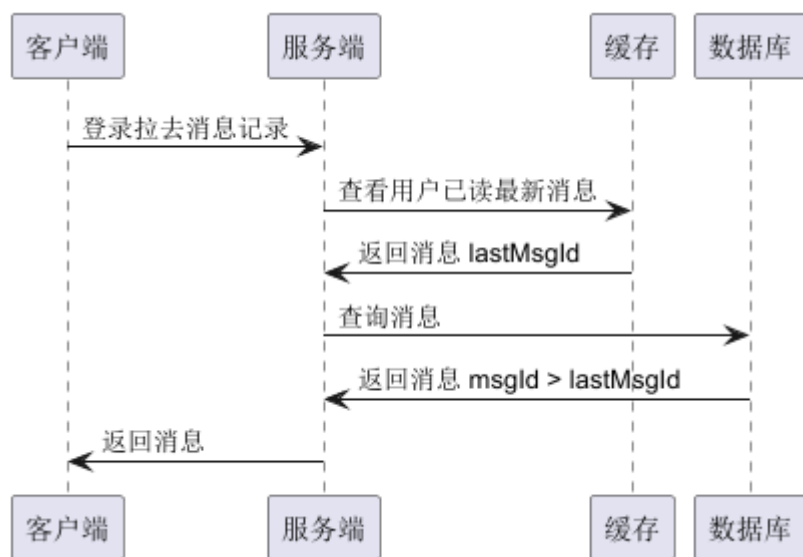 客户端 服务端 缓存 数据库
登录拉去消息记录
查看用户已读最新消息
返回消息 lastMsgId
查询消息
返回消息 msgId > lastMsgId
返回消息
客户端 服务端 缓存 数据库